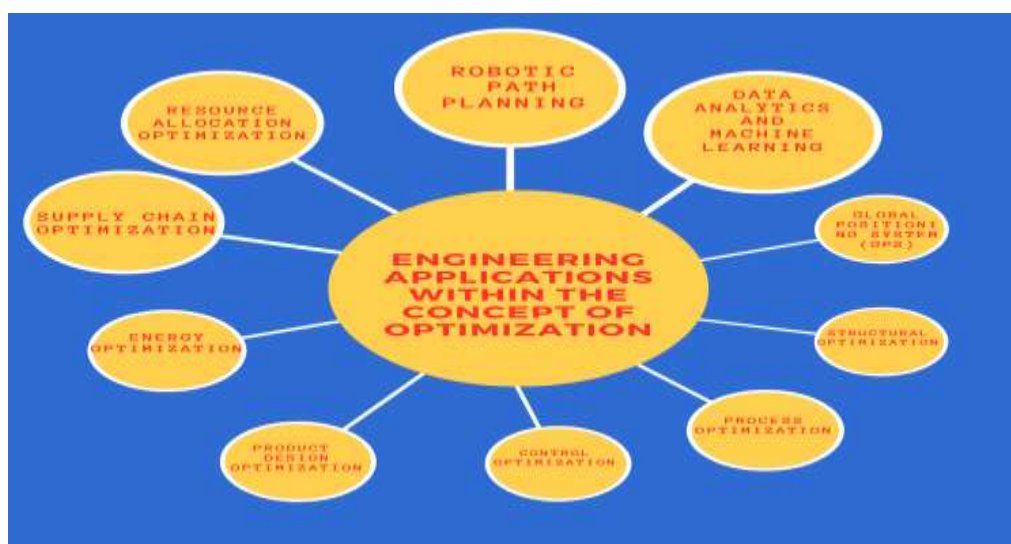 ROBOTIC
PATH
PLANNING
DATA
ANALYTICS
AND
MACHINE
LEARNING
RESOURCE
ALLOCATION
OPTIMIZATION
SUPPLY CHAIN
OPTIMIZATION
GLOBAL
POSITIONI
NG SYSTEM
(GPS)
ENGINEERING
APPLICATIONS
WITHIN THE
CONCEPT OF
OPTIMIZATION
ENERGY
OPTIMIZATION
STRUCTURAL
OPTIMIZATION
PROCESS
OPTIMIZATION
PRODUCT
DESIGN
OPTIMIZATION
CONTROL
OPTIMIZATION